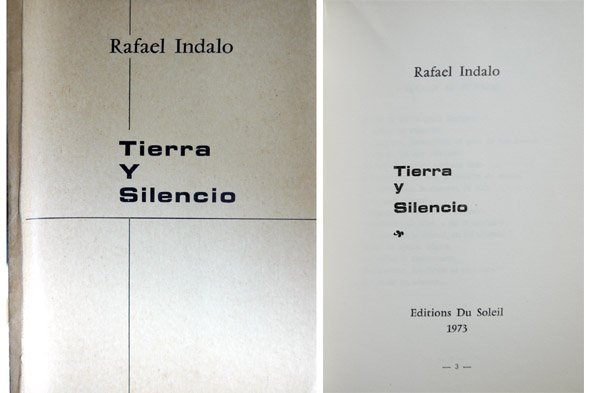 Rafael Indalo
Tierra
Y
Silencio
Rafael Indalo
Tierra
y
Silencio
Editions Du Soleil
1973
— 3 —